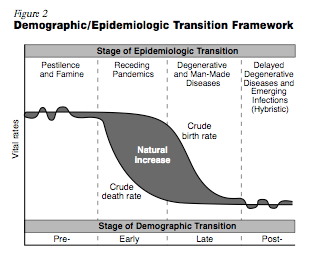 Figure 2
Demographic/Epidemiologic Transition Framework
Stage of Epidemiologic Transition
Pestilence
and Famine
Receding
Pandemics
Degenerative
and Man-Made
Diseases
Delayed
Degenerative
Diseases and
Emerging
Infections
(Hybristic)
Vital rates
Crude
birth rate
Natural
Increase
Crude
death rate
Stage of Demographic Transition
Pre-
Early
Late
Post-